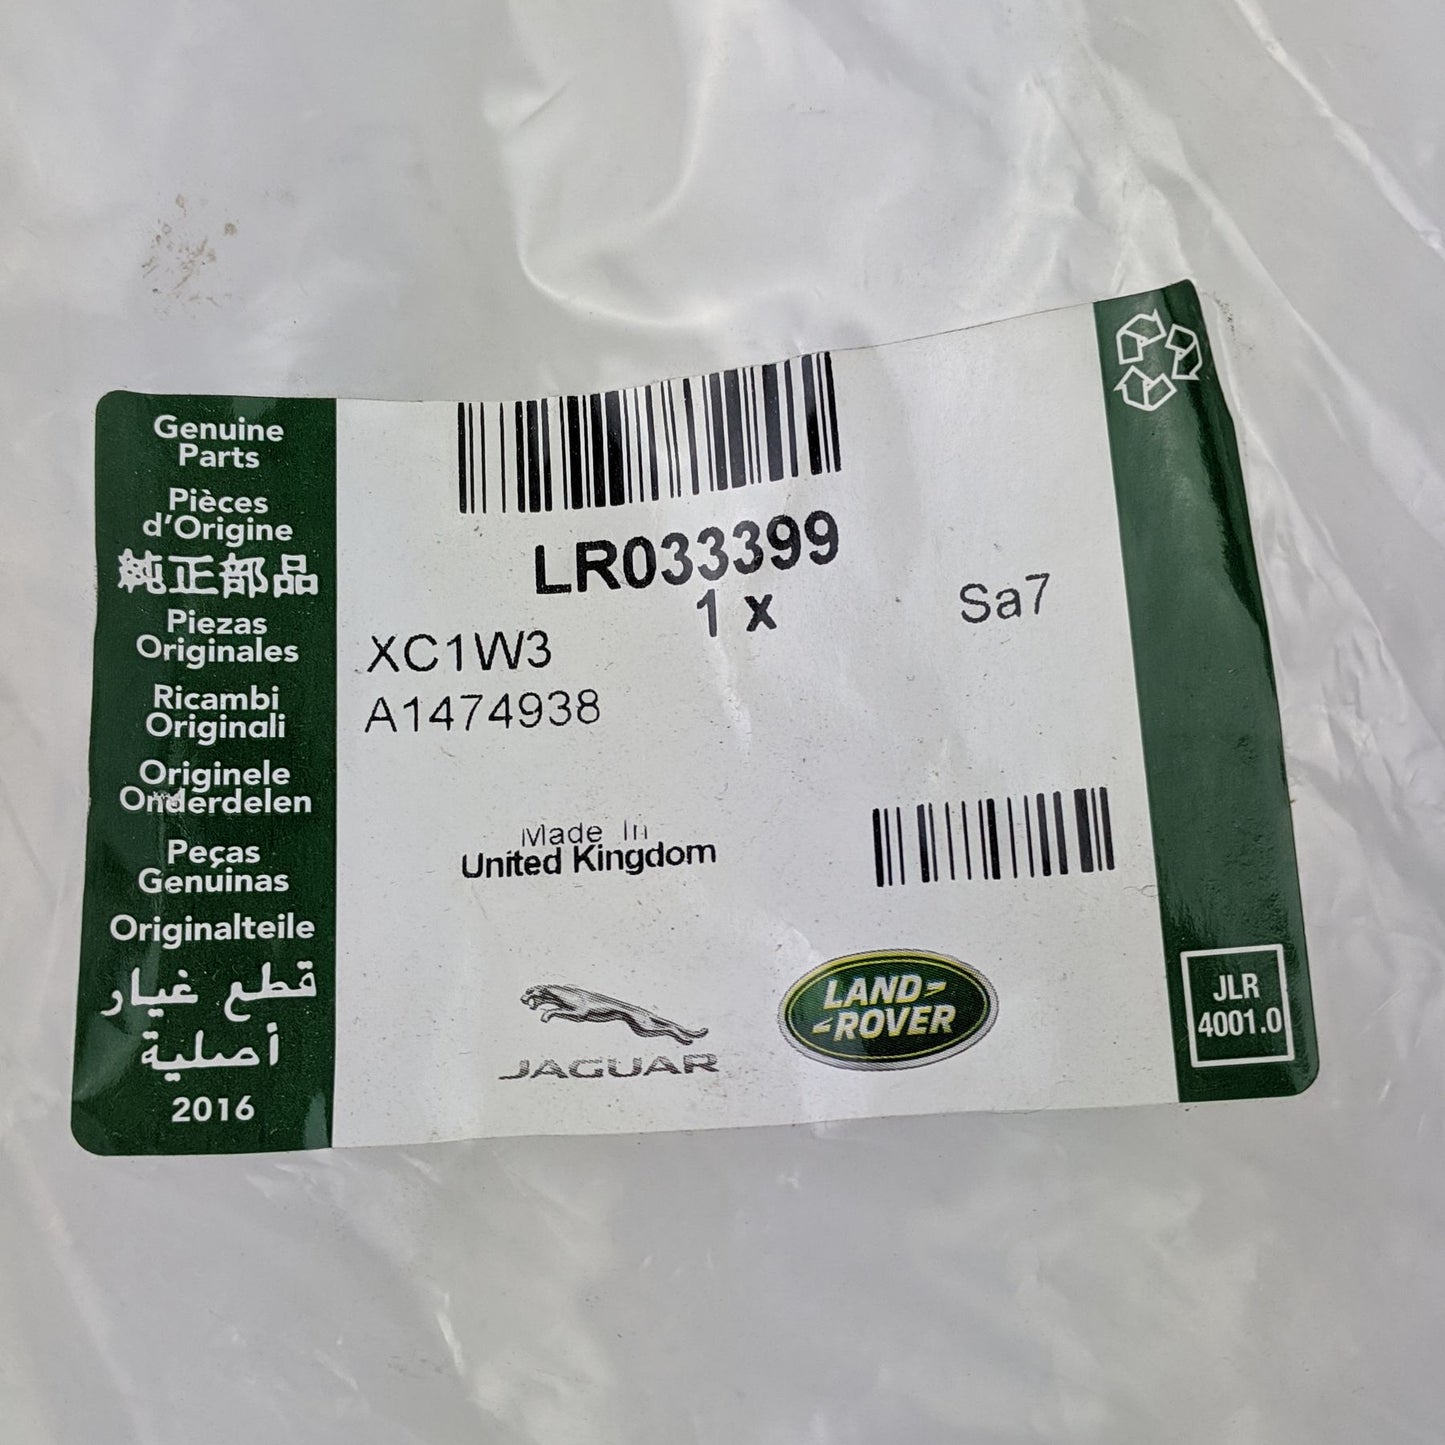 Genuine
Parts
Pièces
d'Origine
純正部品
Piezas
Originales
Ricambi
Originali
Originele
Onderdelen
Peças
Genuinas
Originalteile
قطع غيار
أصلية
2016
LR033399
1 x
Sa7
XC1W3
A1474938
Made In
United Kingdom
JAGUAR
LAND-
-ROVER
JLR
4001.0